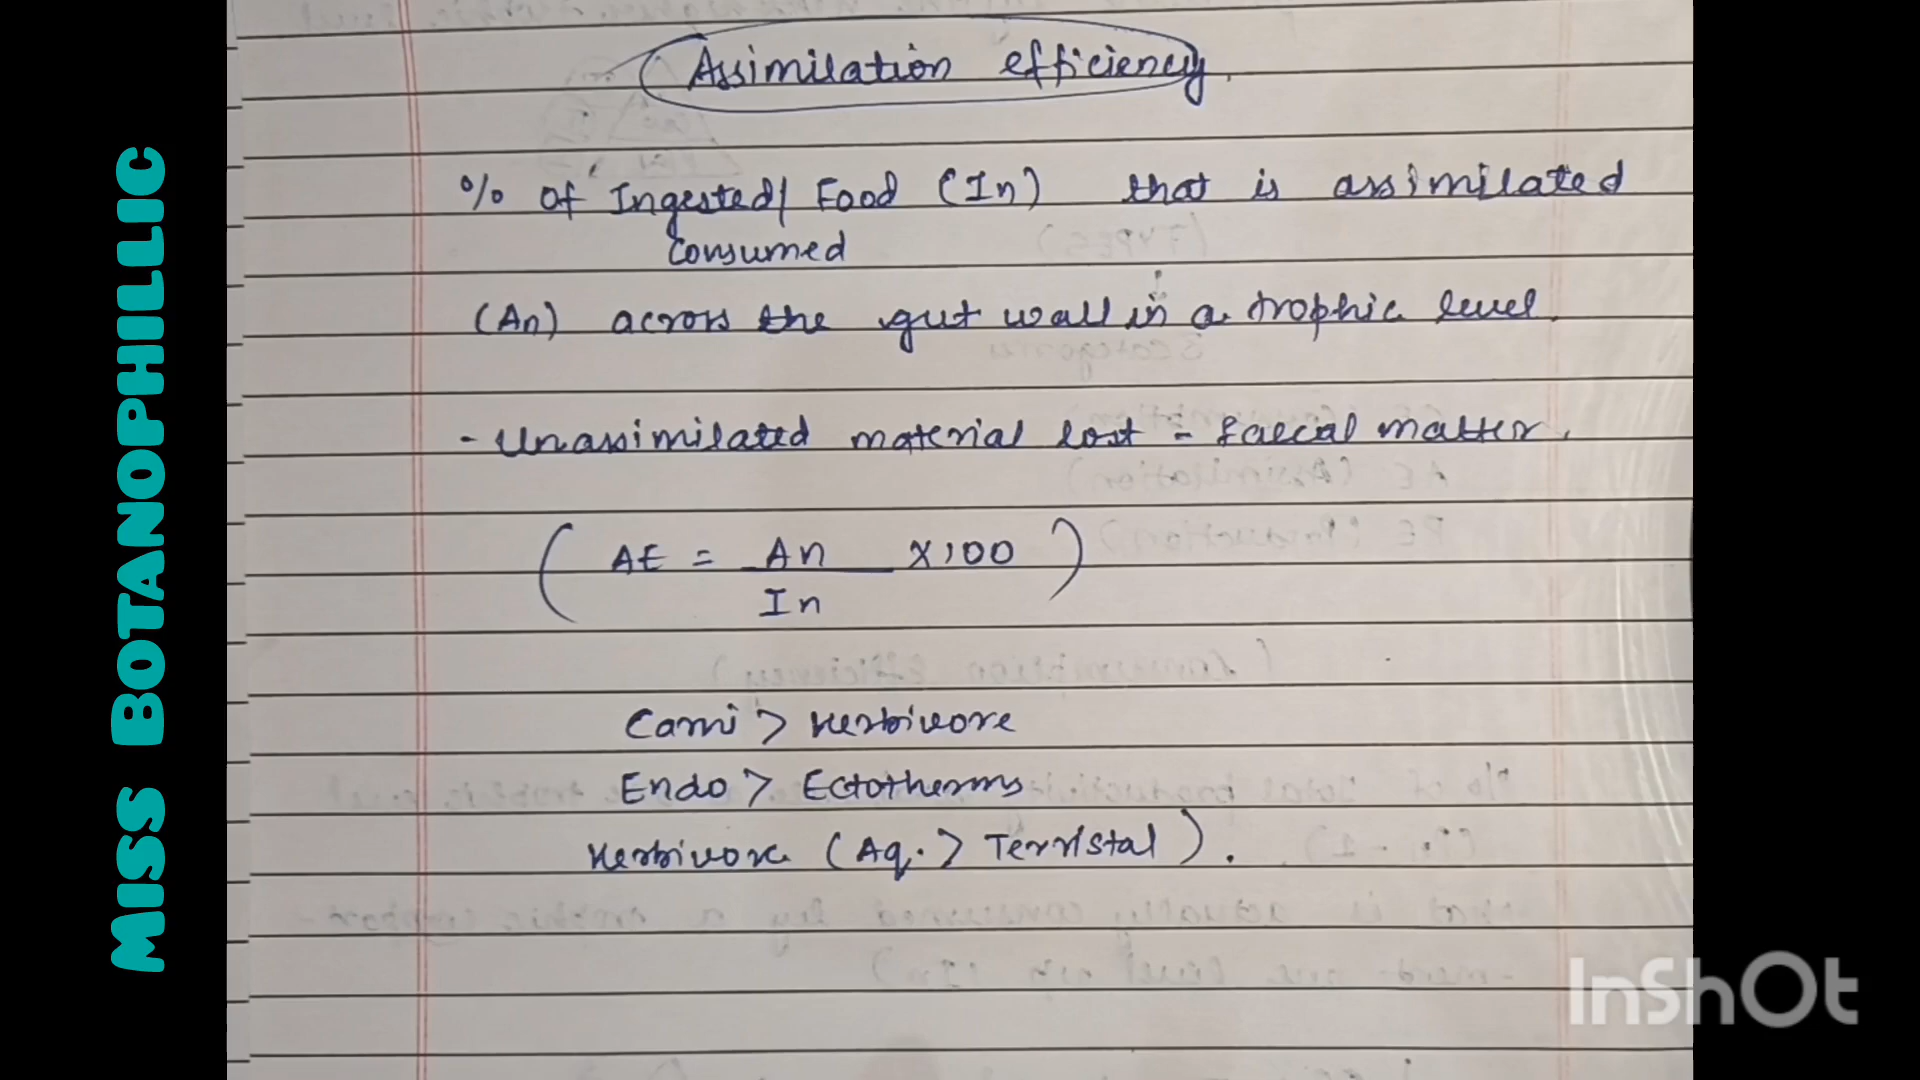 Assimilation efficiency.
% of Ingested/ Food (In) that is assimilated
consumed
(An) across the gut wall in a trophic level.
- Unassimilated material lost - faecal matter.
( AE = An X100 )
In
Carni > Herbivore
Endo > Ectotherms
Herbivore (Aq. > Terristal).
MISS BOTANOPHILLIC
InShOt